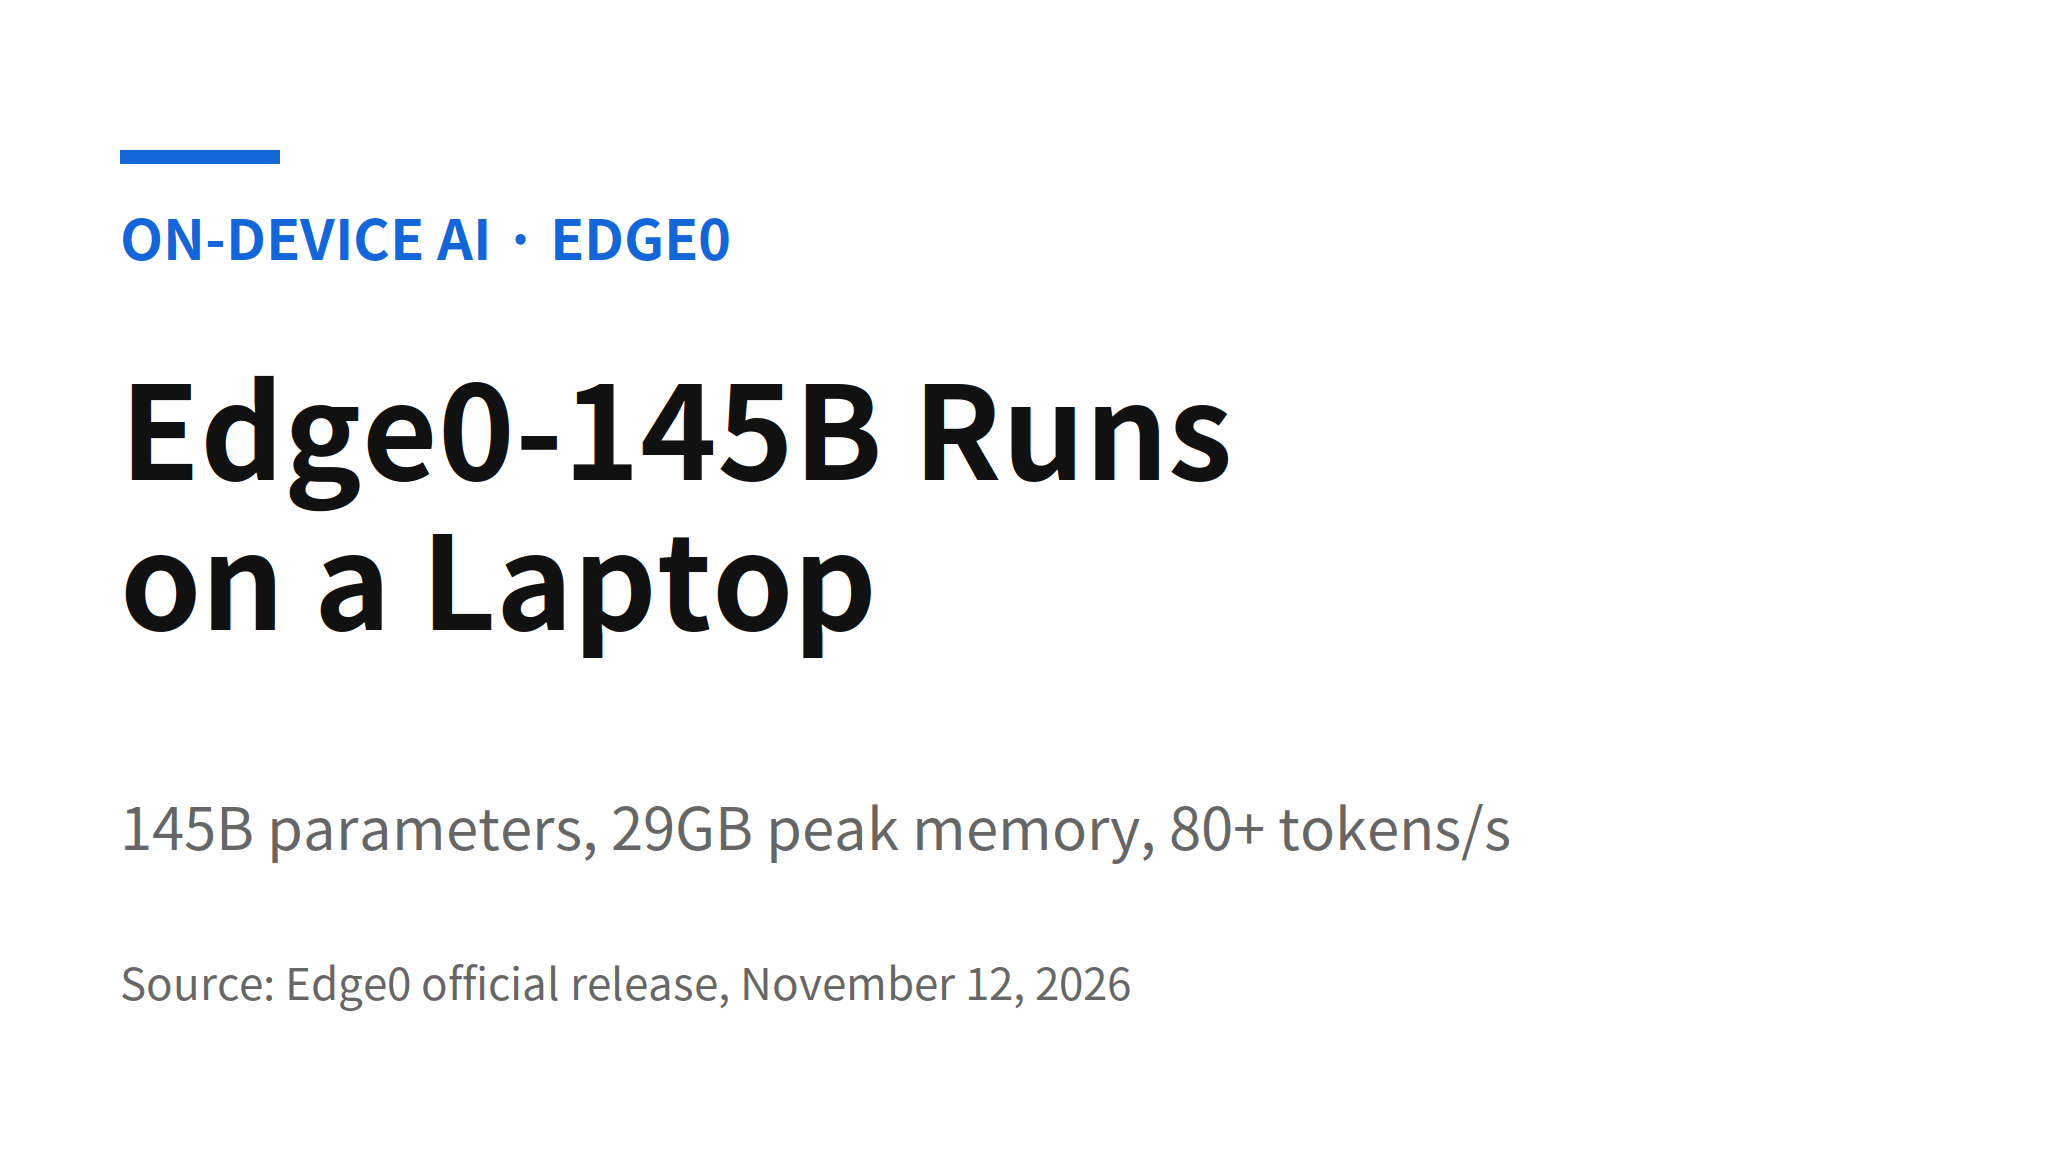 ON-DEVICE AI · EDGE0
Edge0-145B Runs
on a Laptop
145B parameters, 29GB peak memory, 80+ tokens/s
Source: Edge0 official release, November 12, 2026